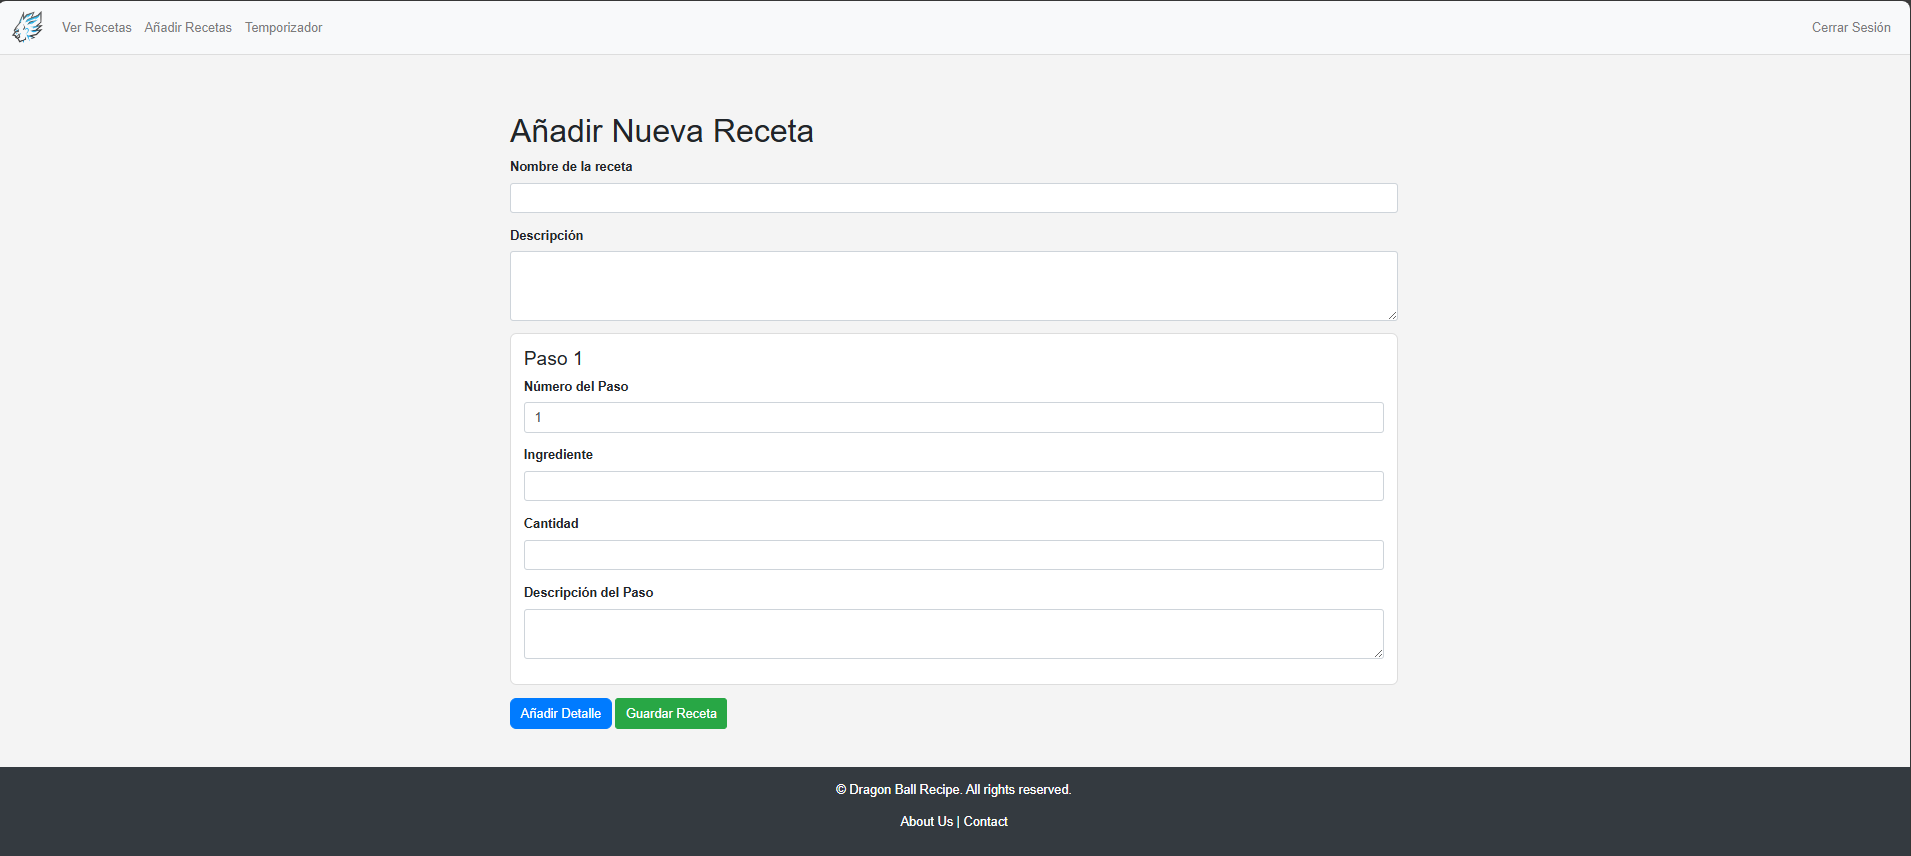 Ver Recetas Añadir Recetas Temporizador Cerrar Sesión
Añadir Nueva Receta
Nombre de la receta
Descripción
Paso 1
Número del Paso
1
Ingrediente
Cantidad
Descripción del Paso
Añadir Detalle Guardar Receta
© Dragon Ball Recipe. All rights reserved.
About Us | Contact